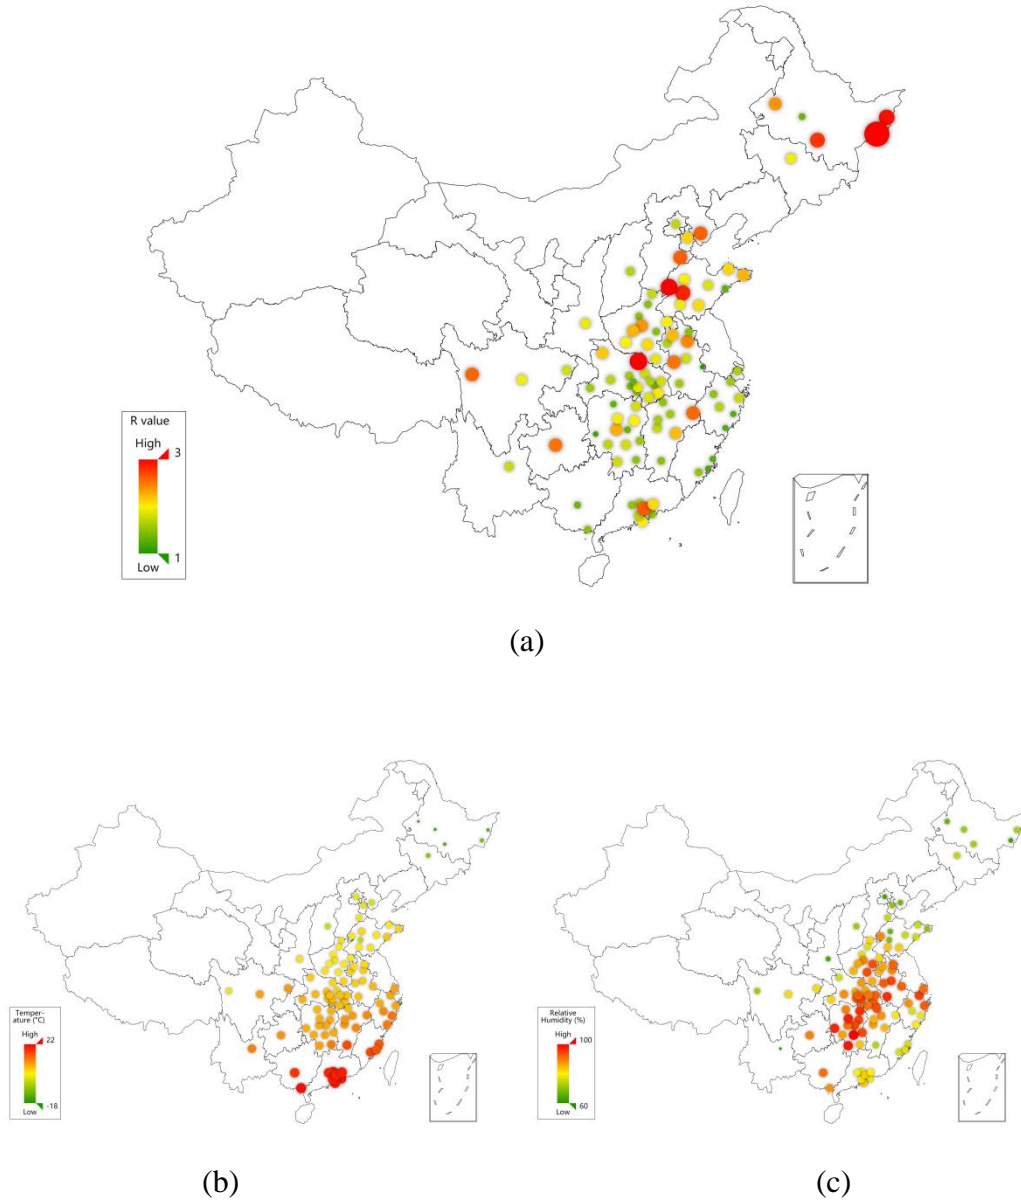 R value
High
3
1
Low
(a)
Temper-
ature (°C)
High
22
Low
-18
Relative
Humidity (%)
High
100
Low
60
(b)
(c)